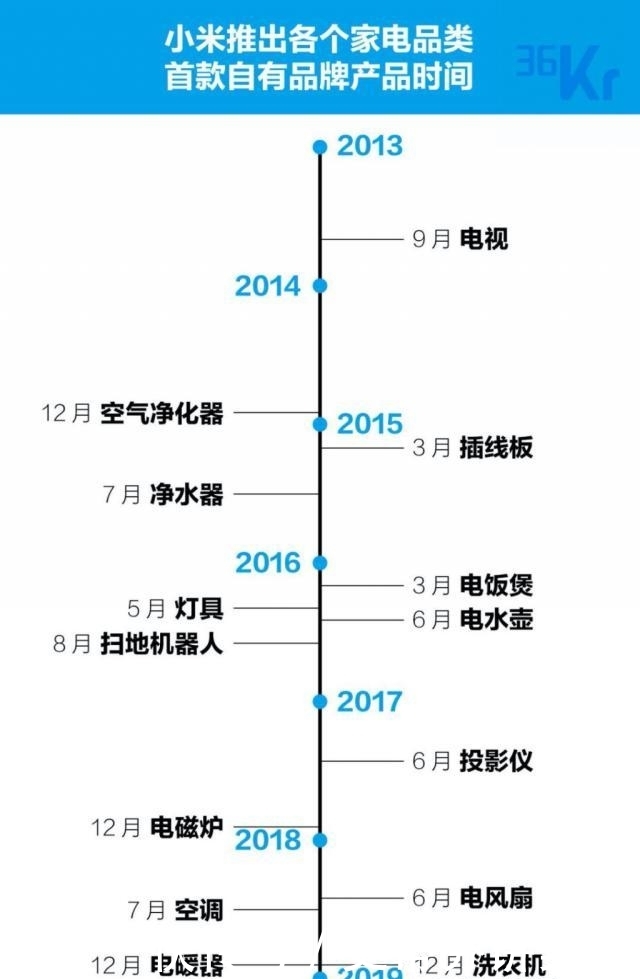 小米推出各个家电品类
首款自有品牌产品时间
36Kr
2013
9月 电视
2014
12月 空气净化器
2015
3月 插线板
7月 净水器
2016
3月 电饭煲
5月 灯具
6月 电水壶
8月 扫地机器人
2017
6月 投影仪
12月 电磁炉
2018
6月 电风扇
7月 空调
12月 电暖器
12月 洗衣机
2019